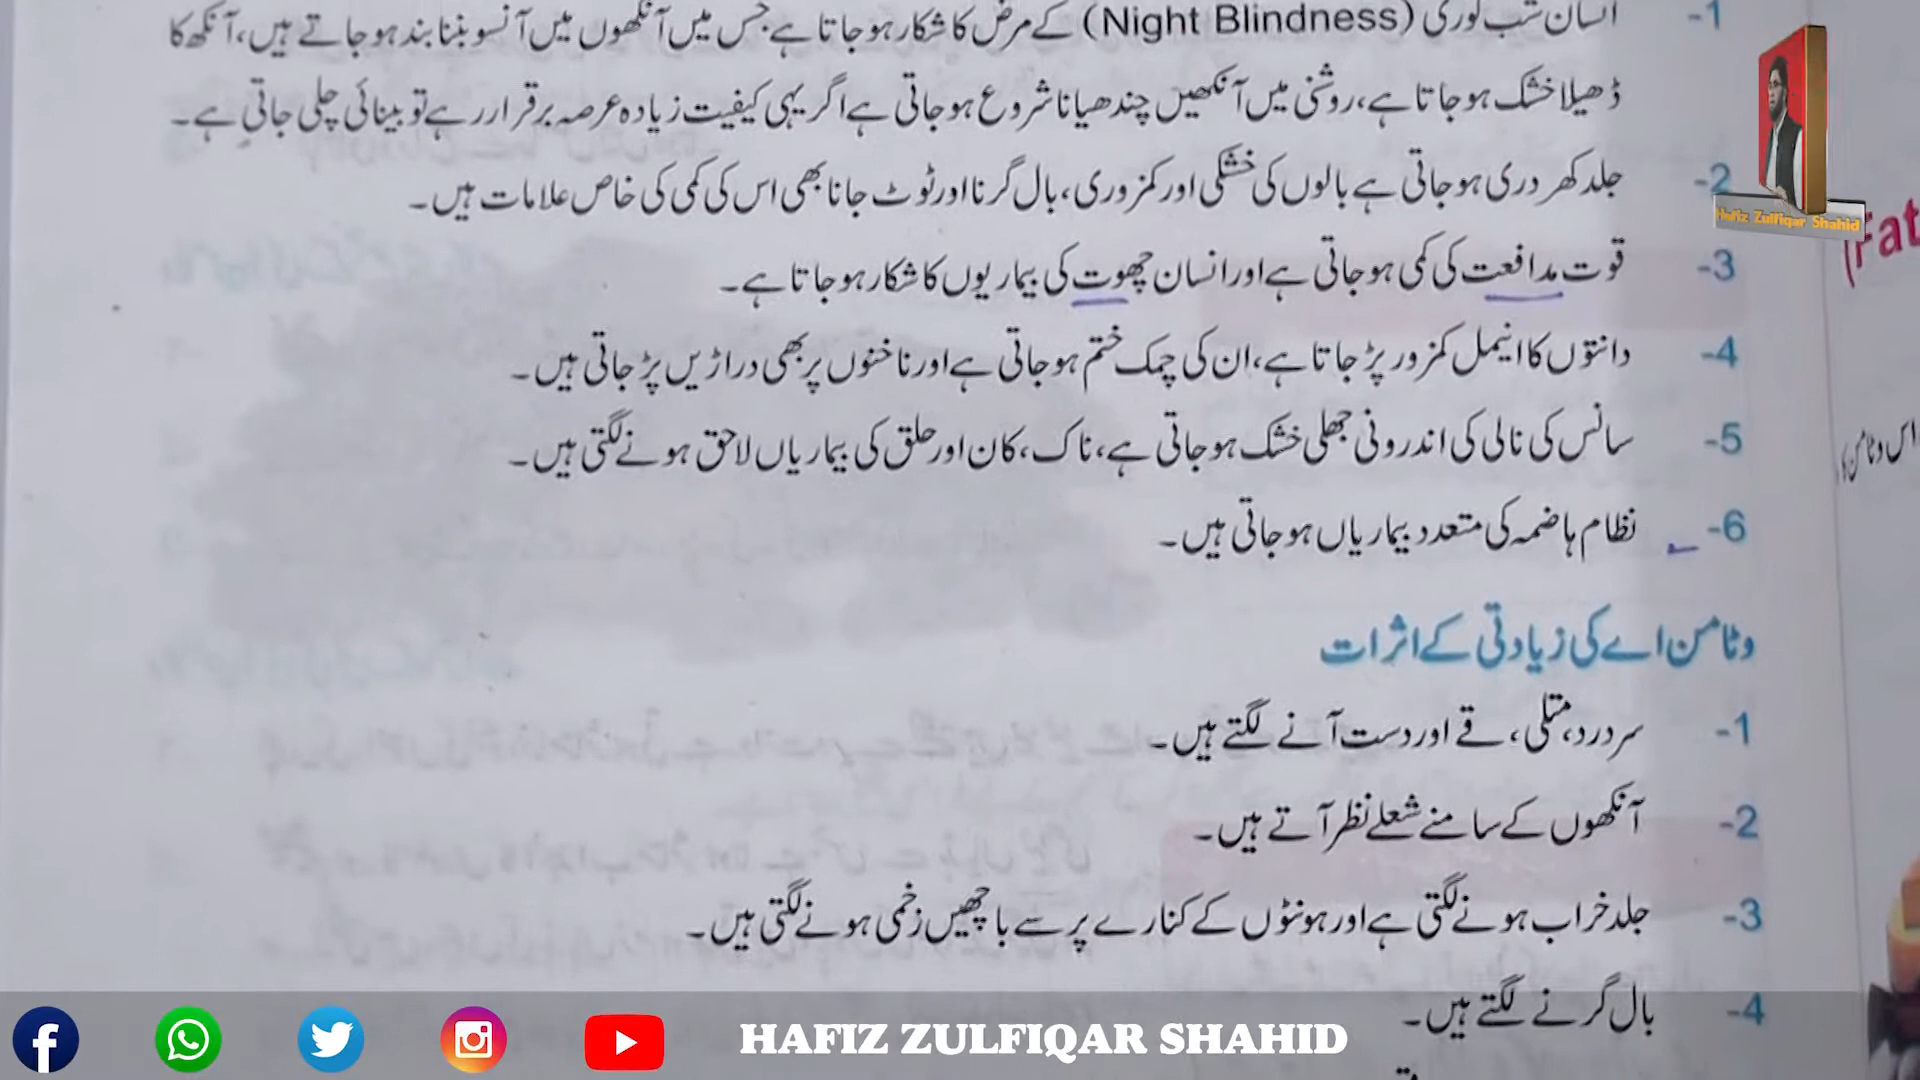 1- انسان شب کوری (Night Blindness) کے مرض کا شکار ہو جاتا ہے جس میں آنکھوں میں آنسو بننا بند ہو جاتے ہیں، آنکھ کا
ڈھیلا خشک ہو جاتا ہے، روشنی میں آنکھیں چندھیانا شروع ہو جاتی ہے اگر یہی کیفیت زیادہ عرصہ برقرار رہے تو بینائی چلی جاتی ہے۔
2- جلد کھردری ہو جاتی ہے بالوں کی خشکی اور کمزوری، بال گرنا اور ٹوٹ جانا بھی اس کی کمی کی خاص علامات ہیں۔
3- قوت مدافعت کی کمی ہو جاتی ہے اور انسان چھوت کی بیماریوں کا شکار ہو جاتا ہے۔
4- دانتوں کا انیمل کمزور پڑ جاتا ہے، ان کی چمک ختم ہو جاتی ہے اور ناخنوں پر بھی دراڑیں پڑ جاتی ہیں۔
5- سانس کی نالی کی اندرونی جھلی خشک ہو جاتی ہے، ناک، کان اور حلق کی بیماریاں لاحق ہونے لگتی ہیں۔
6- نظام ہاضمہ کی متعدد بیماریاں ہو جاتی ہیں۔
وٹامن اے کی زیادتی کے اثرات
1- سر درد، متلی، قے اور دست آنے لگتے ہیں۔
2- آنکھوں کے سامنے شعلے نظر آتے ہیں۔
3- جلد خراب ہونے لگتی ہے اور ہونٹوں کے کنارے پر سے باچھیں زخمی ہونے لگتی ہیں۔
4- بال گرنے لگتے ہیں۔
Hafiz Zulfiqar Shahid
(Fat
اس وٹامن
HAFIZ ZULFIQAR SHAHID